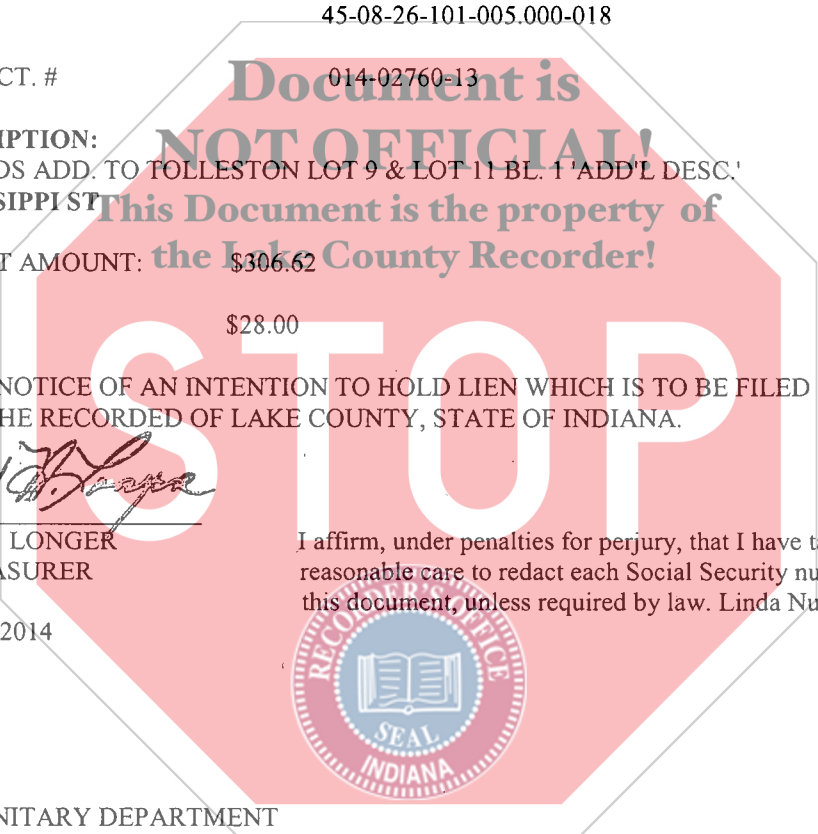 45-08-26-101-005.000-018
CT. # 014-02760-13
Document is
NOT OFFICIAL!
This Document is the property of
the Lake County Recorder!
IPTION:
DS ADD. TO TOLLESTON LOT 9 & LOT 11 BL. 1 'ADD'L DESC.'
SIPPI ST
T AMOUNT: $306.62
$28.00
STOP
NOTICE OF AN INTENTION TO HOLD LIEN WHICH IS TO BE FILED
HE RECORDED OF LAKE COUNTY, STATE OF INDIANA.
LONGER
ASURER
2014
I affirm, under penalties for perjury, that I have ta
reasonable care to redact each Social Security nu
this document, unless required by law. Linda Nu
RECORDER'S OFFICE
SEAL
INDIANA
NITARY DEPARTMENT